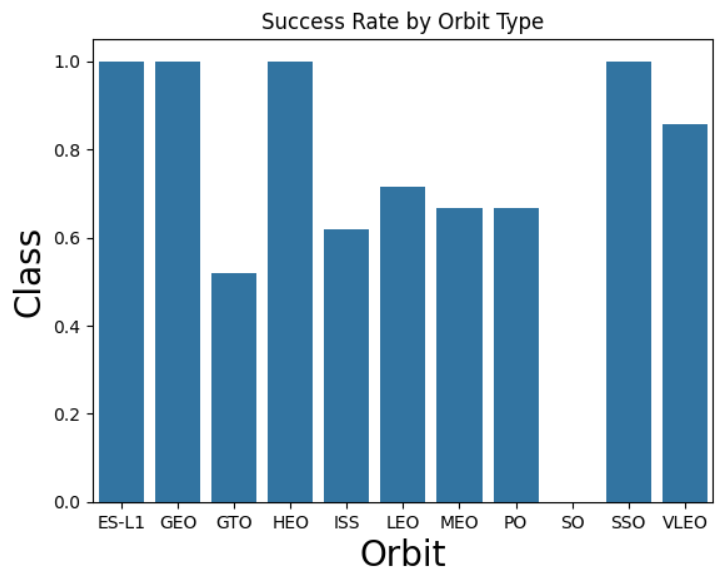 Success Rate by Orbit Type
1.0
0.8
0.6
0.4
0.2
0.0
Class
ES-L1 GEO GTO HEO ISS LEO MEO PO SO SSO VLEO
Orbit